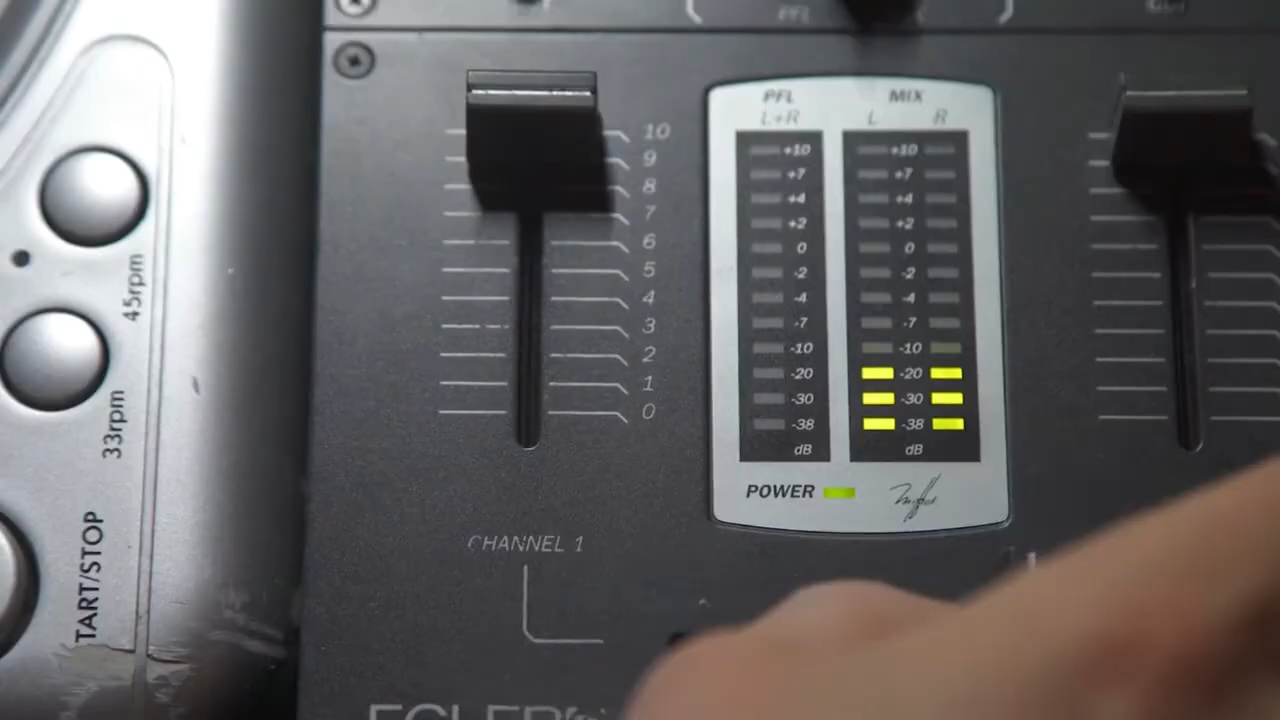 PFL
10
9
8
7
6
5
4
3
2
1
0
PFL MIX
L+R L R
+10 +10
+7 +7
+4 +4
+2 +2
0 0
-2 -2
-4 -4
-7 -7
-10 -10
-20 -20
-30 -30
-38 -38
dB dB
POWER
45rpm
33rpm
TART/STOP
CHANNEL 1
ECLER